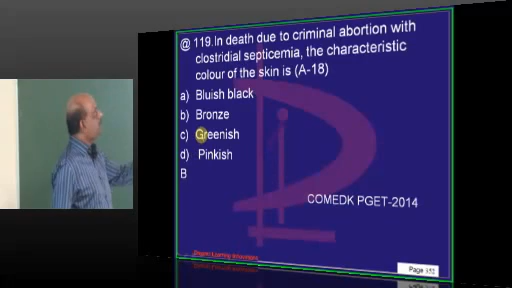 @ 119.In death due to criminal abortion with
clostridial septicemia, the characteristic
colour of the skin is (A-18)
a) Bluish black
b) Bronze
c) Greenish
d) Pinkish
B
COMEDK PGET-2014
Page